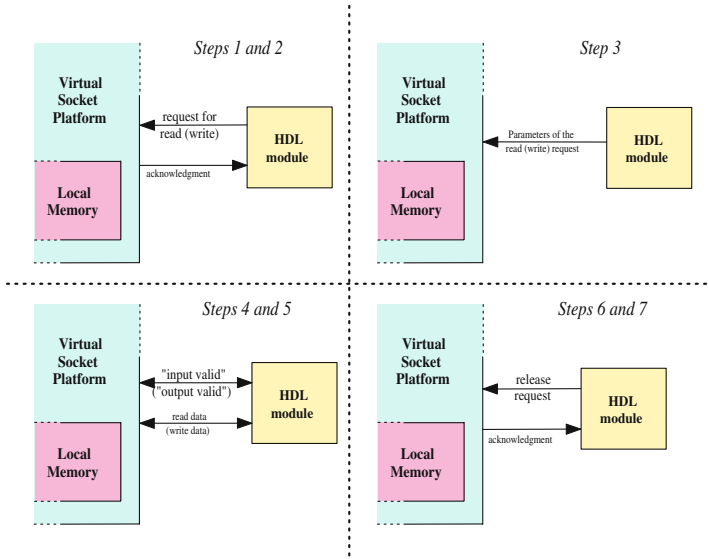 Steps 1 and 2
Virtual
Socket
Platform
request for
read (write)
HDL
module
acknowledgment
Local
Memory
Step 3
Virtual
Socket
Platform
Parameters of the
read (write) request
HDL
module
Local
Memory
Steps 4 and 5
Virtual
Socket
Platform
"input valid"
("output valid")
HDL
module
read data
(write data)
Local
Memory
Steps 6 and 7
Virtual
Socket
Platform
release
request
HDL
module
acknowledgment
Local
Memory